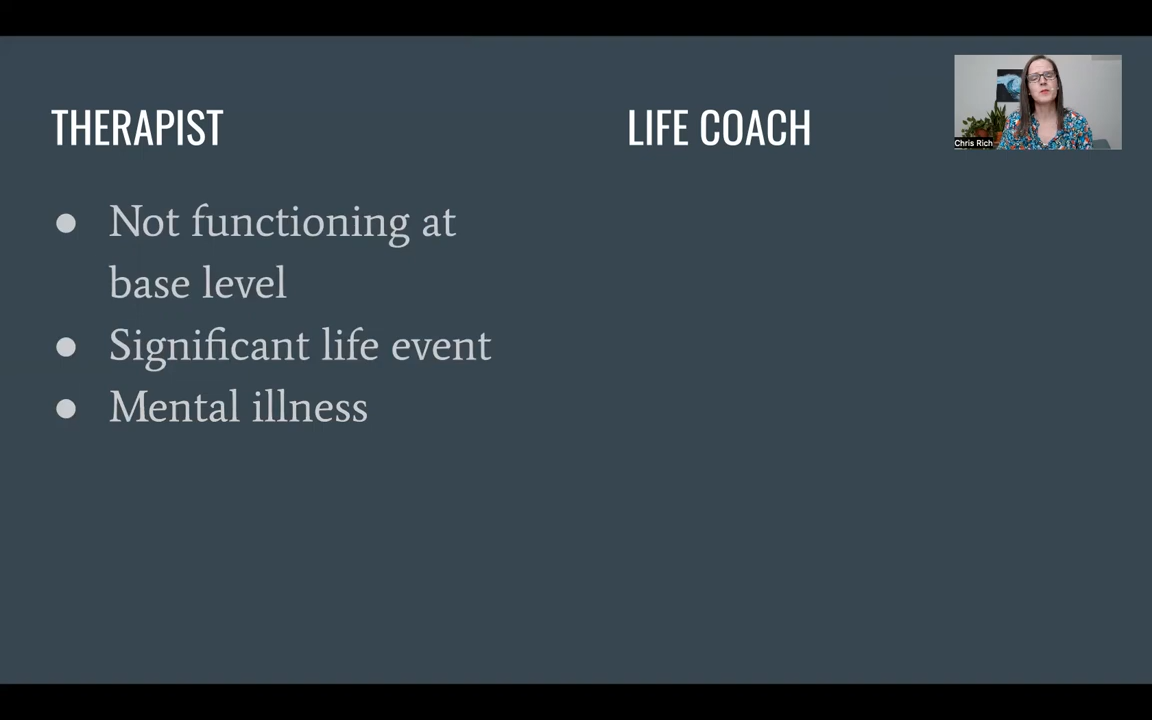 THERAPIST
LIFE COACH
Chris Rich
● Not functioning at
base level
● Significant life event
● Mental illness